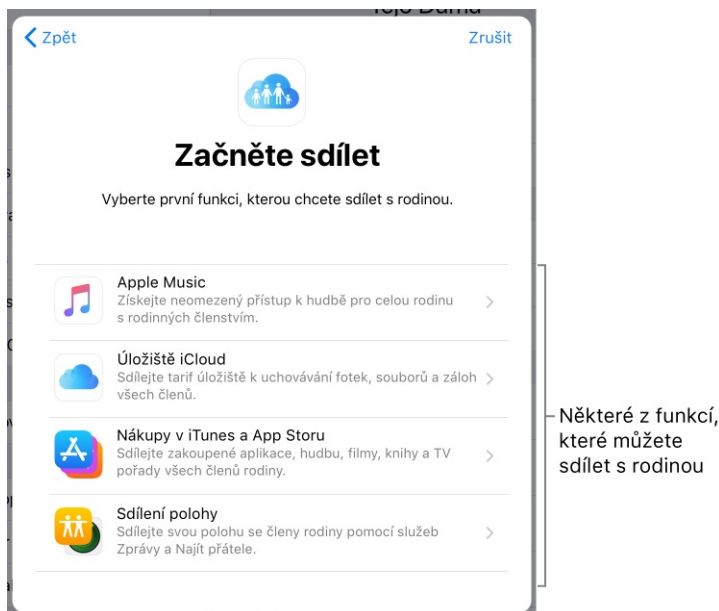 Zpět
Zrušit
Začněte sdílet
Vyberte první funkci, kterou chcete sdílet s rodinou.
Apple Music
Získejte neomezený přístup k hudbě pro celou rodinu
s rodinných členstvím.
Úložiště iCloud
Sdílejte tarif úložiště k uchovávání fotek, souborů a záloh
všech členů.
Nákupy v iTunes a App Storu
Sdílejte zakoupené aplikace, hudbu, filmy, knihy a TV
pořady všech členů rodiny.
Sdílení polohy
Sdílejte svou polohu se členy rodiny pomocí služeb
Zprávy a Najít přátele.
Některé z funkcí,
které můžete
sdílet s rodinou